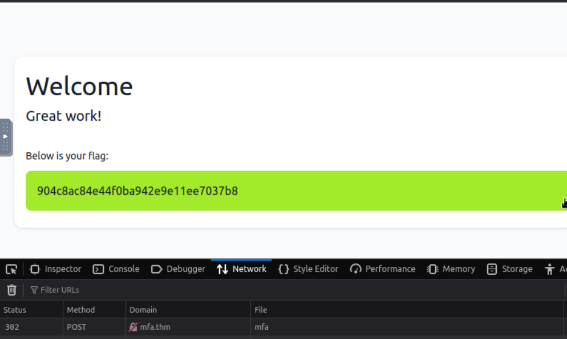 Welcome
Great work!
Below is your flag:
904c8ac84e44f0ba942e9e11ee7037b8
Inspector Console Debugger Network Style Editor Performance Memory Storage
Filter URLs
Status Method Domain File
302 POST mfa.thm mfa